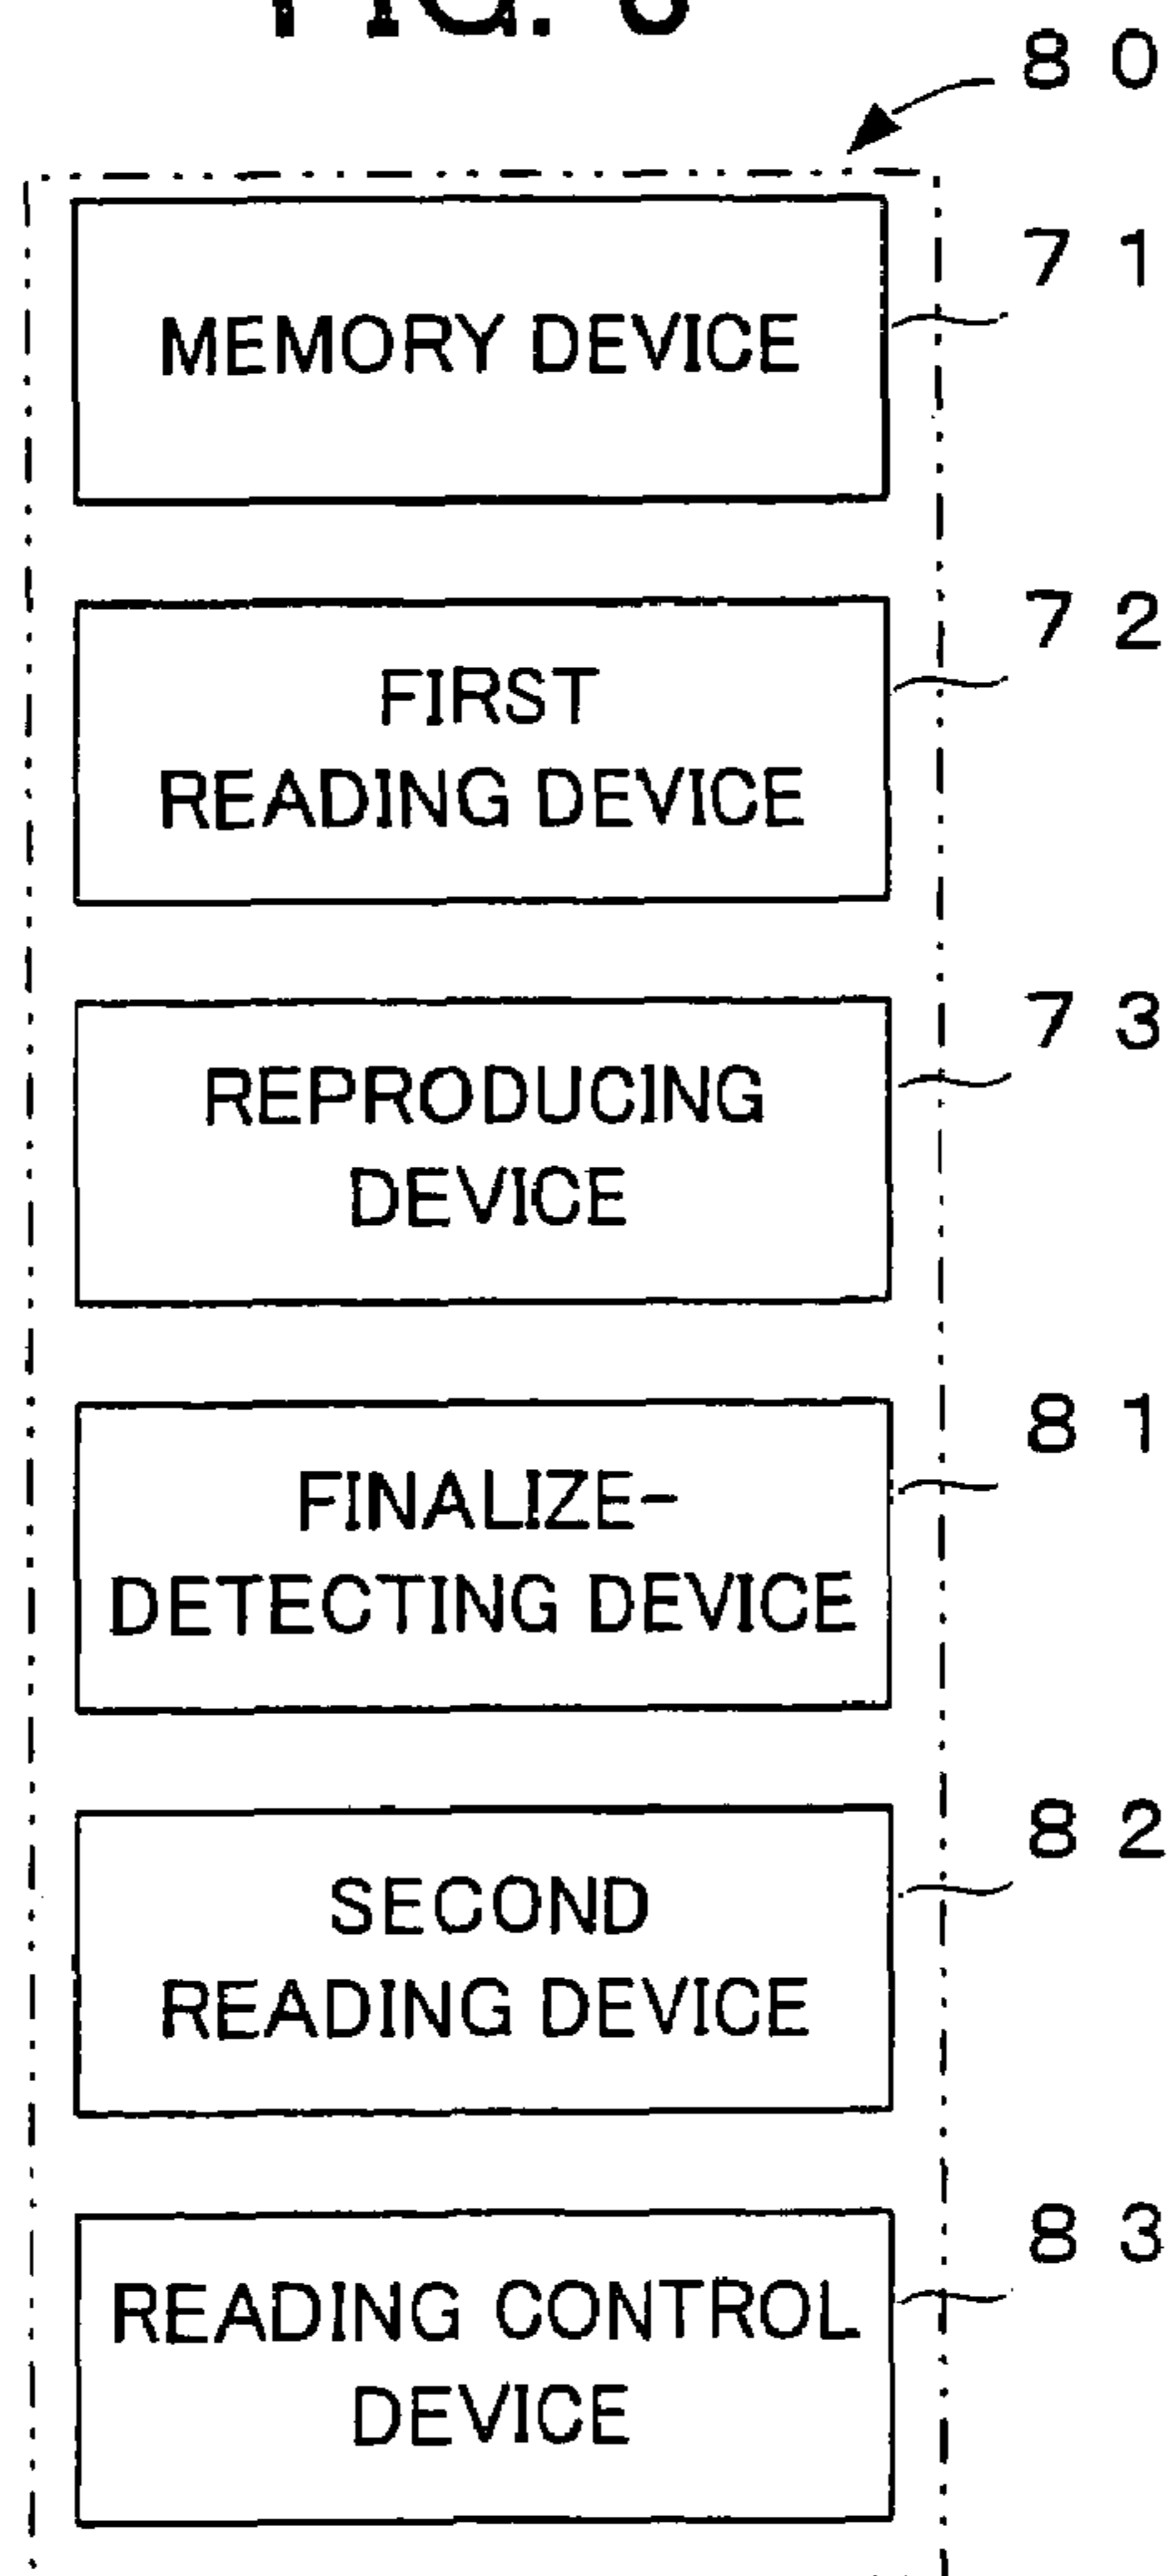 FIG.
8 0
MEMORY DEVICE
7 1
FIRST
READING DEVICE
7 2
REPRODUCING
DEVICE
7 3
FINALIZE-
DETECTING DEVICE
8 1
SECOND
READING DEVICE
8 2
READING CONTROL
DEVICE
8 3